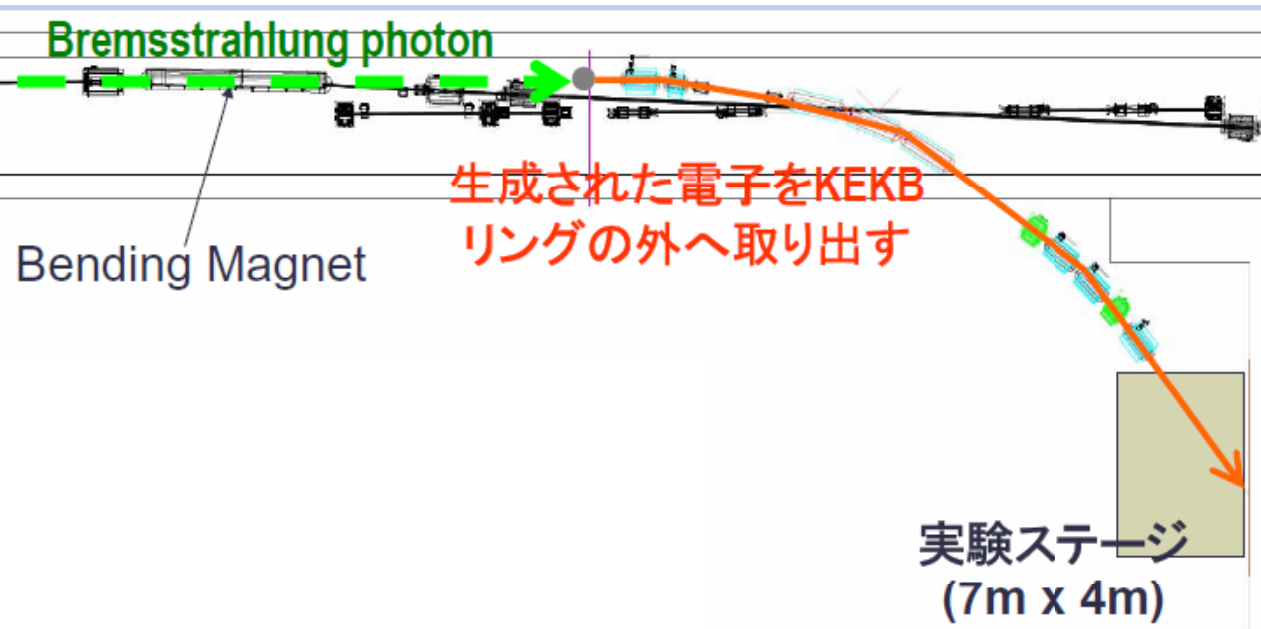 Bremsstrahlung photon
生成された電子をKEKB
リングの外へ取り出す
Bending Magnet
実験ステージ
(7m x 4m)